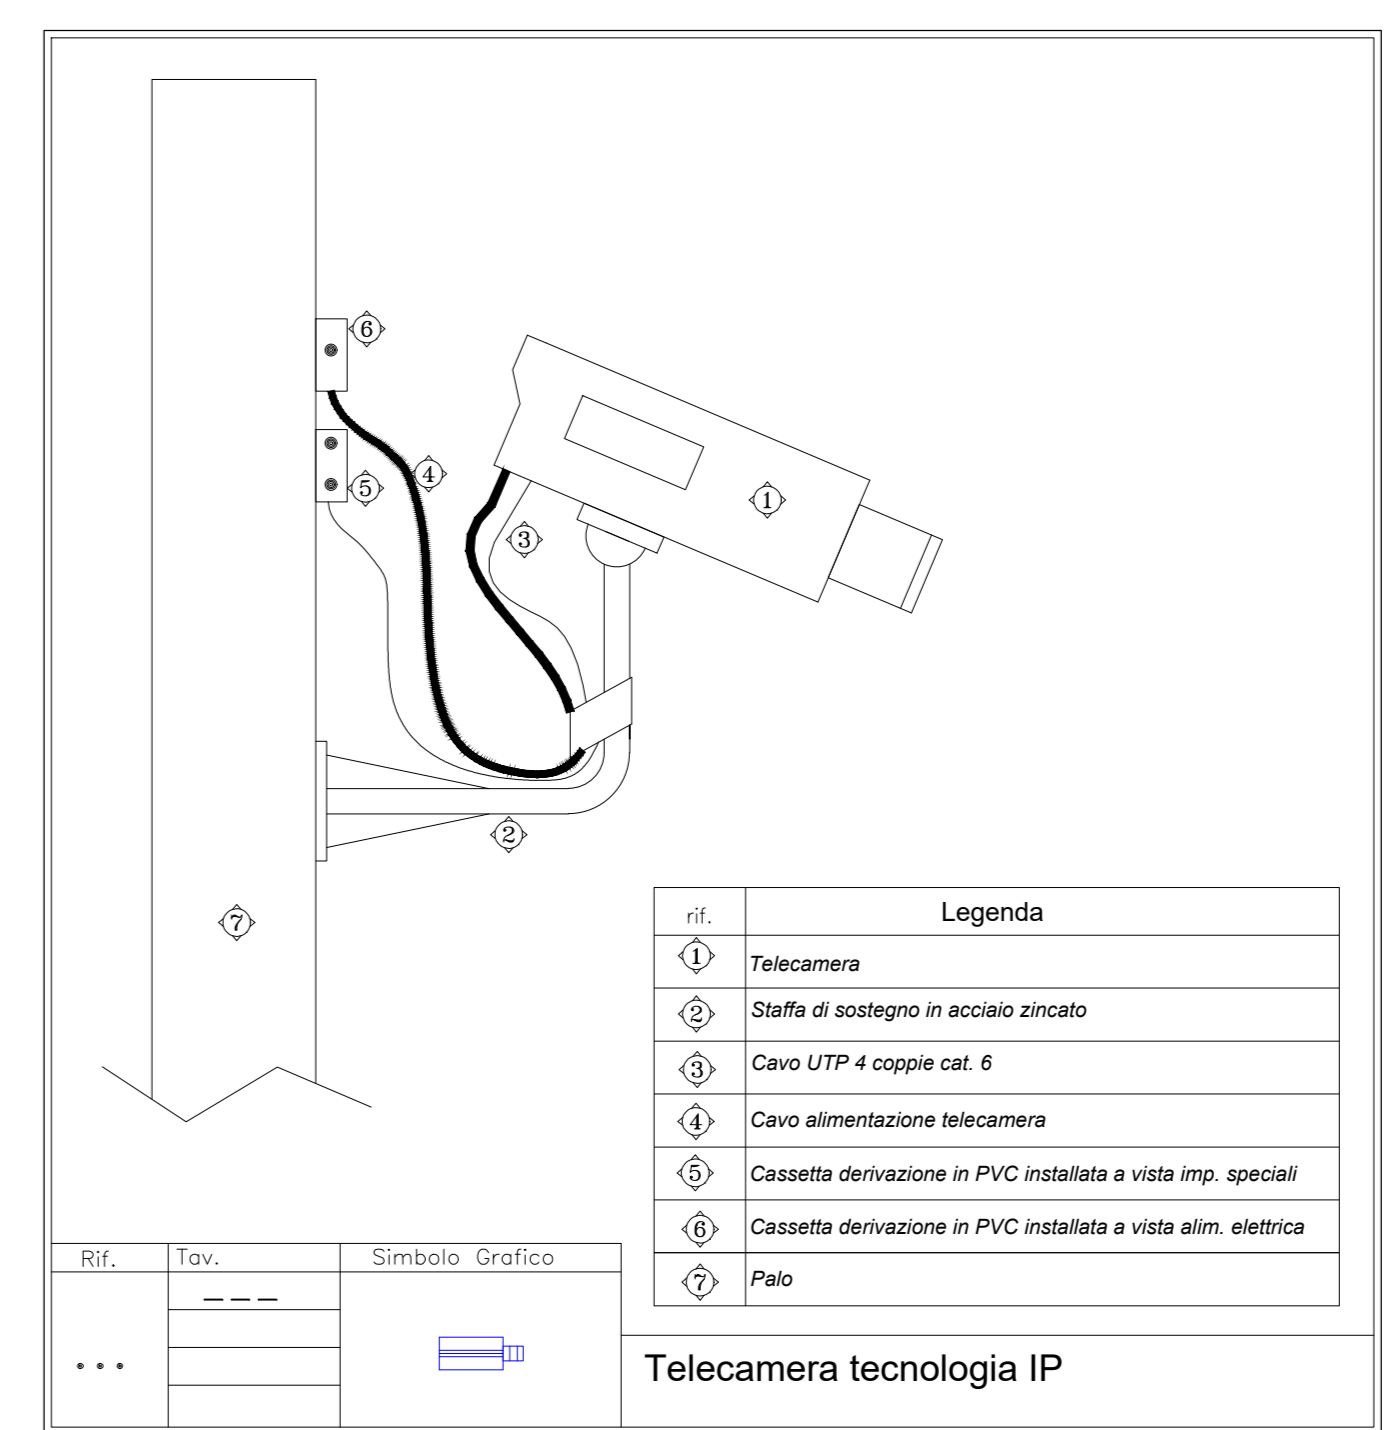 6
4
5
1
3
2
7
rif. Legenda
1 Telecamera
2 Staffa di sostegno in acciaio zincato
3 Cavo UTP 4 coppie cat. 6
4 Cavo alimentazione telecamera
5 Cassetta derivazione in PVC installata a vista imp. speciali
6 Cassetta derivazione in PVC installata a vista alim. elettrica
7 Palo
Rif. Tav. Simbolo Grafico
Telecamera tecnologia IP